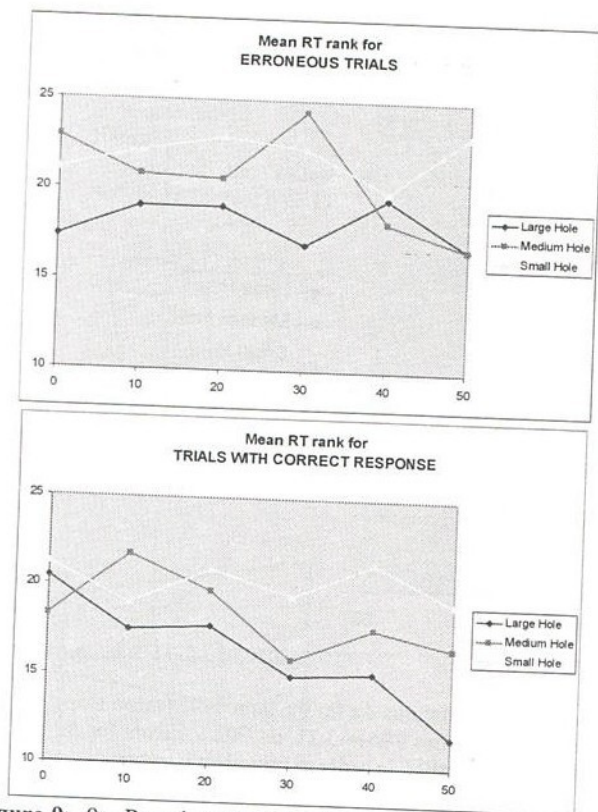 Mean RT rank for
ERRONEOUS TRIALS
25
20
15
10
0 10 20 30 40 50
Large Hole
Medium Hole
Small Hole
Mean RT rank for
TRIALS WITH CORRECT RESPONSE
25
20
15
10
0 10 20 30 40 50
Large Hole
Medium Hole
Small Hole